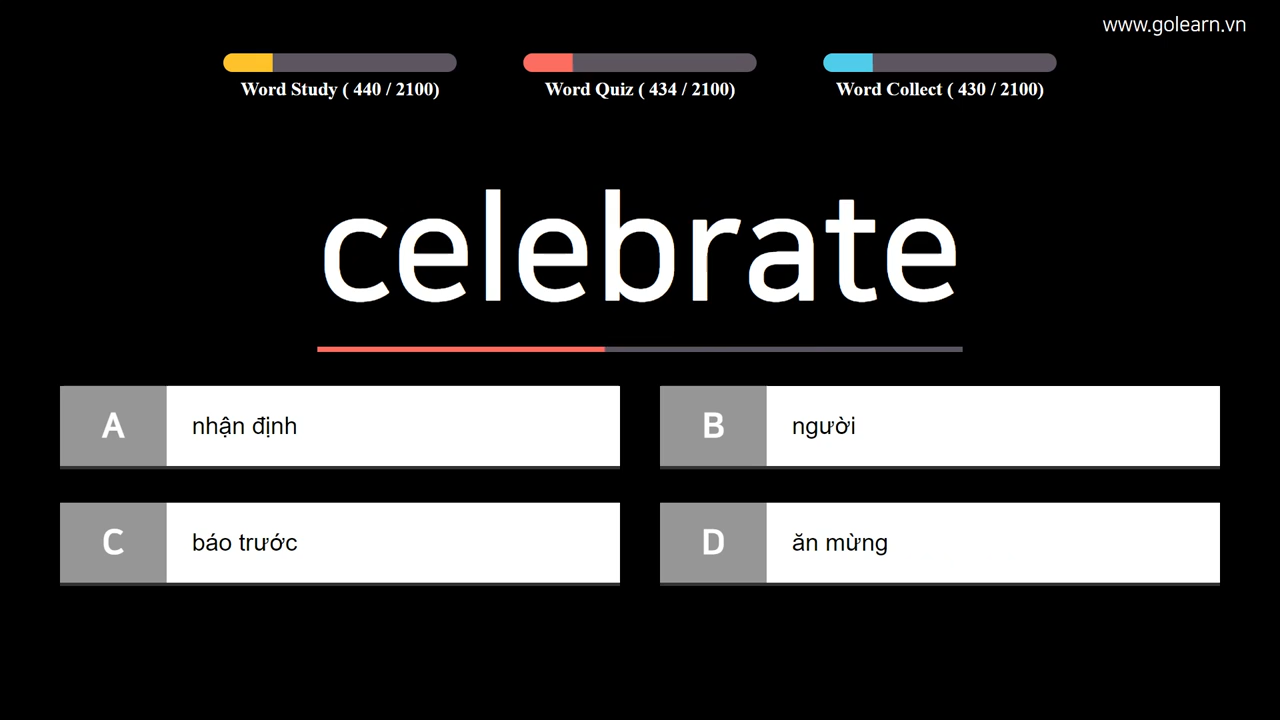 www.golearn.vn
Word Study ( 440 / 2100)
Word Quiz ( 434 / 2100)
Word Collect ( 430 / 2100)
celebrate
A nhận định
B người
C báo trước
D ăn mừng